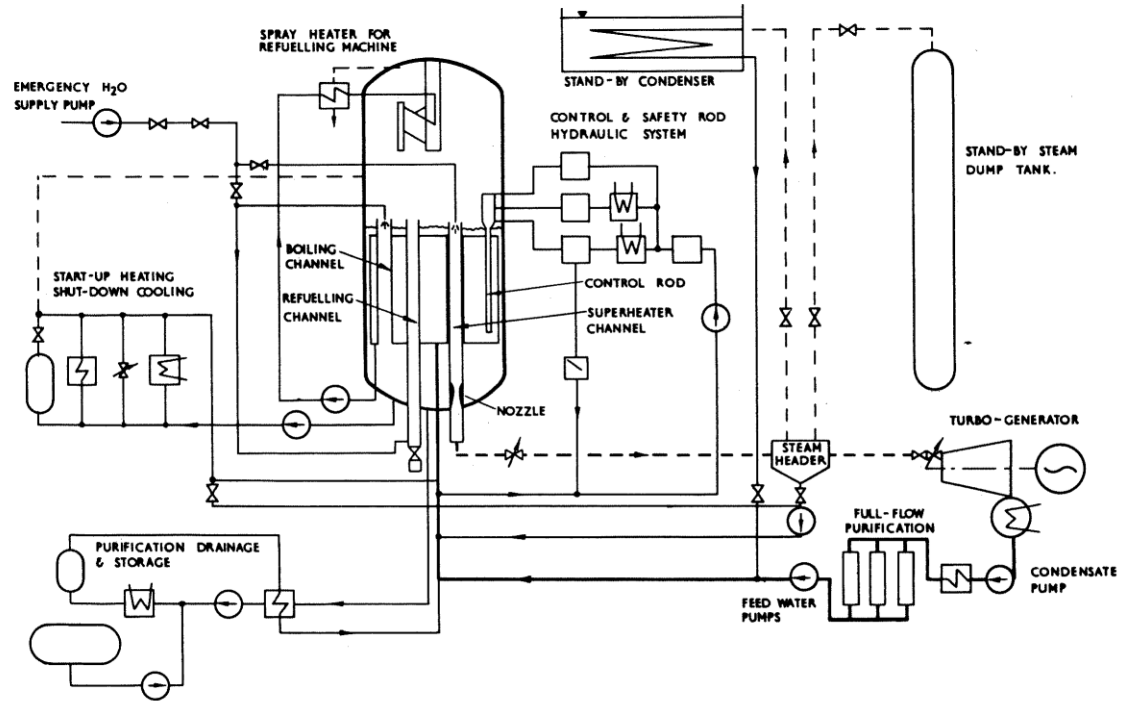 SPRAY HEATER FOR
REFUELLING MACHINE
EMERGENCY H₂O
SUPPLY PUMP
STAND-BY CONDENSER
CONTROL & SAFETY ROD
HYDRAULIC SYSTEM
STAND-BY STEAM
DUMP TANK.
START-UP HEATING
SHUT-DOWN COOLING
BOILING
CHANNEL
REFUELLING
CHANNEL
CONTROL ROD
SUPERHEATER
CHANNEL
NOZZLE
TURBO-GENERATOR
STEAM
HEADER
FULL-FLOW
PURIFICATION
PURIFICATION DRAINAGE
& STORAGE
FEED WATER
PUMPS
CONDENSATE
PUMP